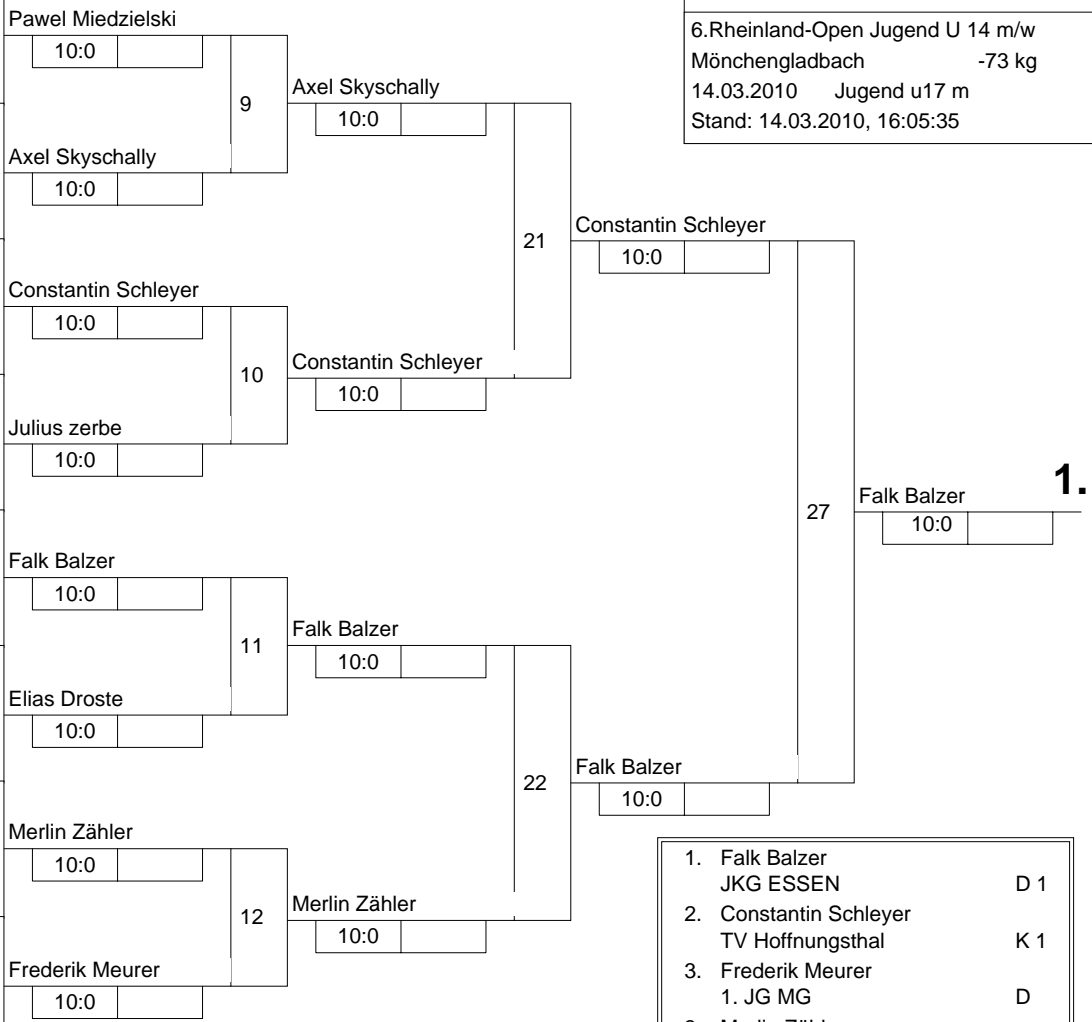 Pawel Miedzielski
10:0
9
Axel Skyschally
10:0
Axel Skyschally
10:0
6.Rheinland-Open Jugend U 14 m/w
Mönchengladbach -73 kg
14.03.2010 Jugend u17 m
Stand: 14.03.2010, 16:05:35
21
Constantin Schleyer
10:0
Constantin Schleyer
10:0
10
Constantin Schleyer
10:0
Julius zerbe
10:0
27
Falk Balzer
1.
10:0
Falk Balzer
10:0
11
Falk Balzer
10:0
Elias Droste
10:0
22
Falk Balzer
10:0
Merlin Zähler
10:0
12
Merlin Zähler
10:0
Frederik Meurer
10:0
1. Falk Balzer
JKG ESSEN D 1
2. Constantin Schleyer
TV Hoffnungsthal K 1
3. Frederik Meurer
1. JG MG D